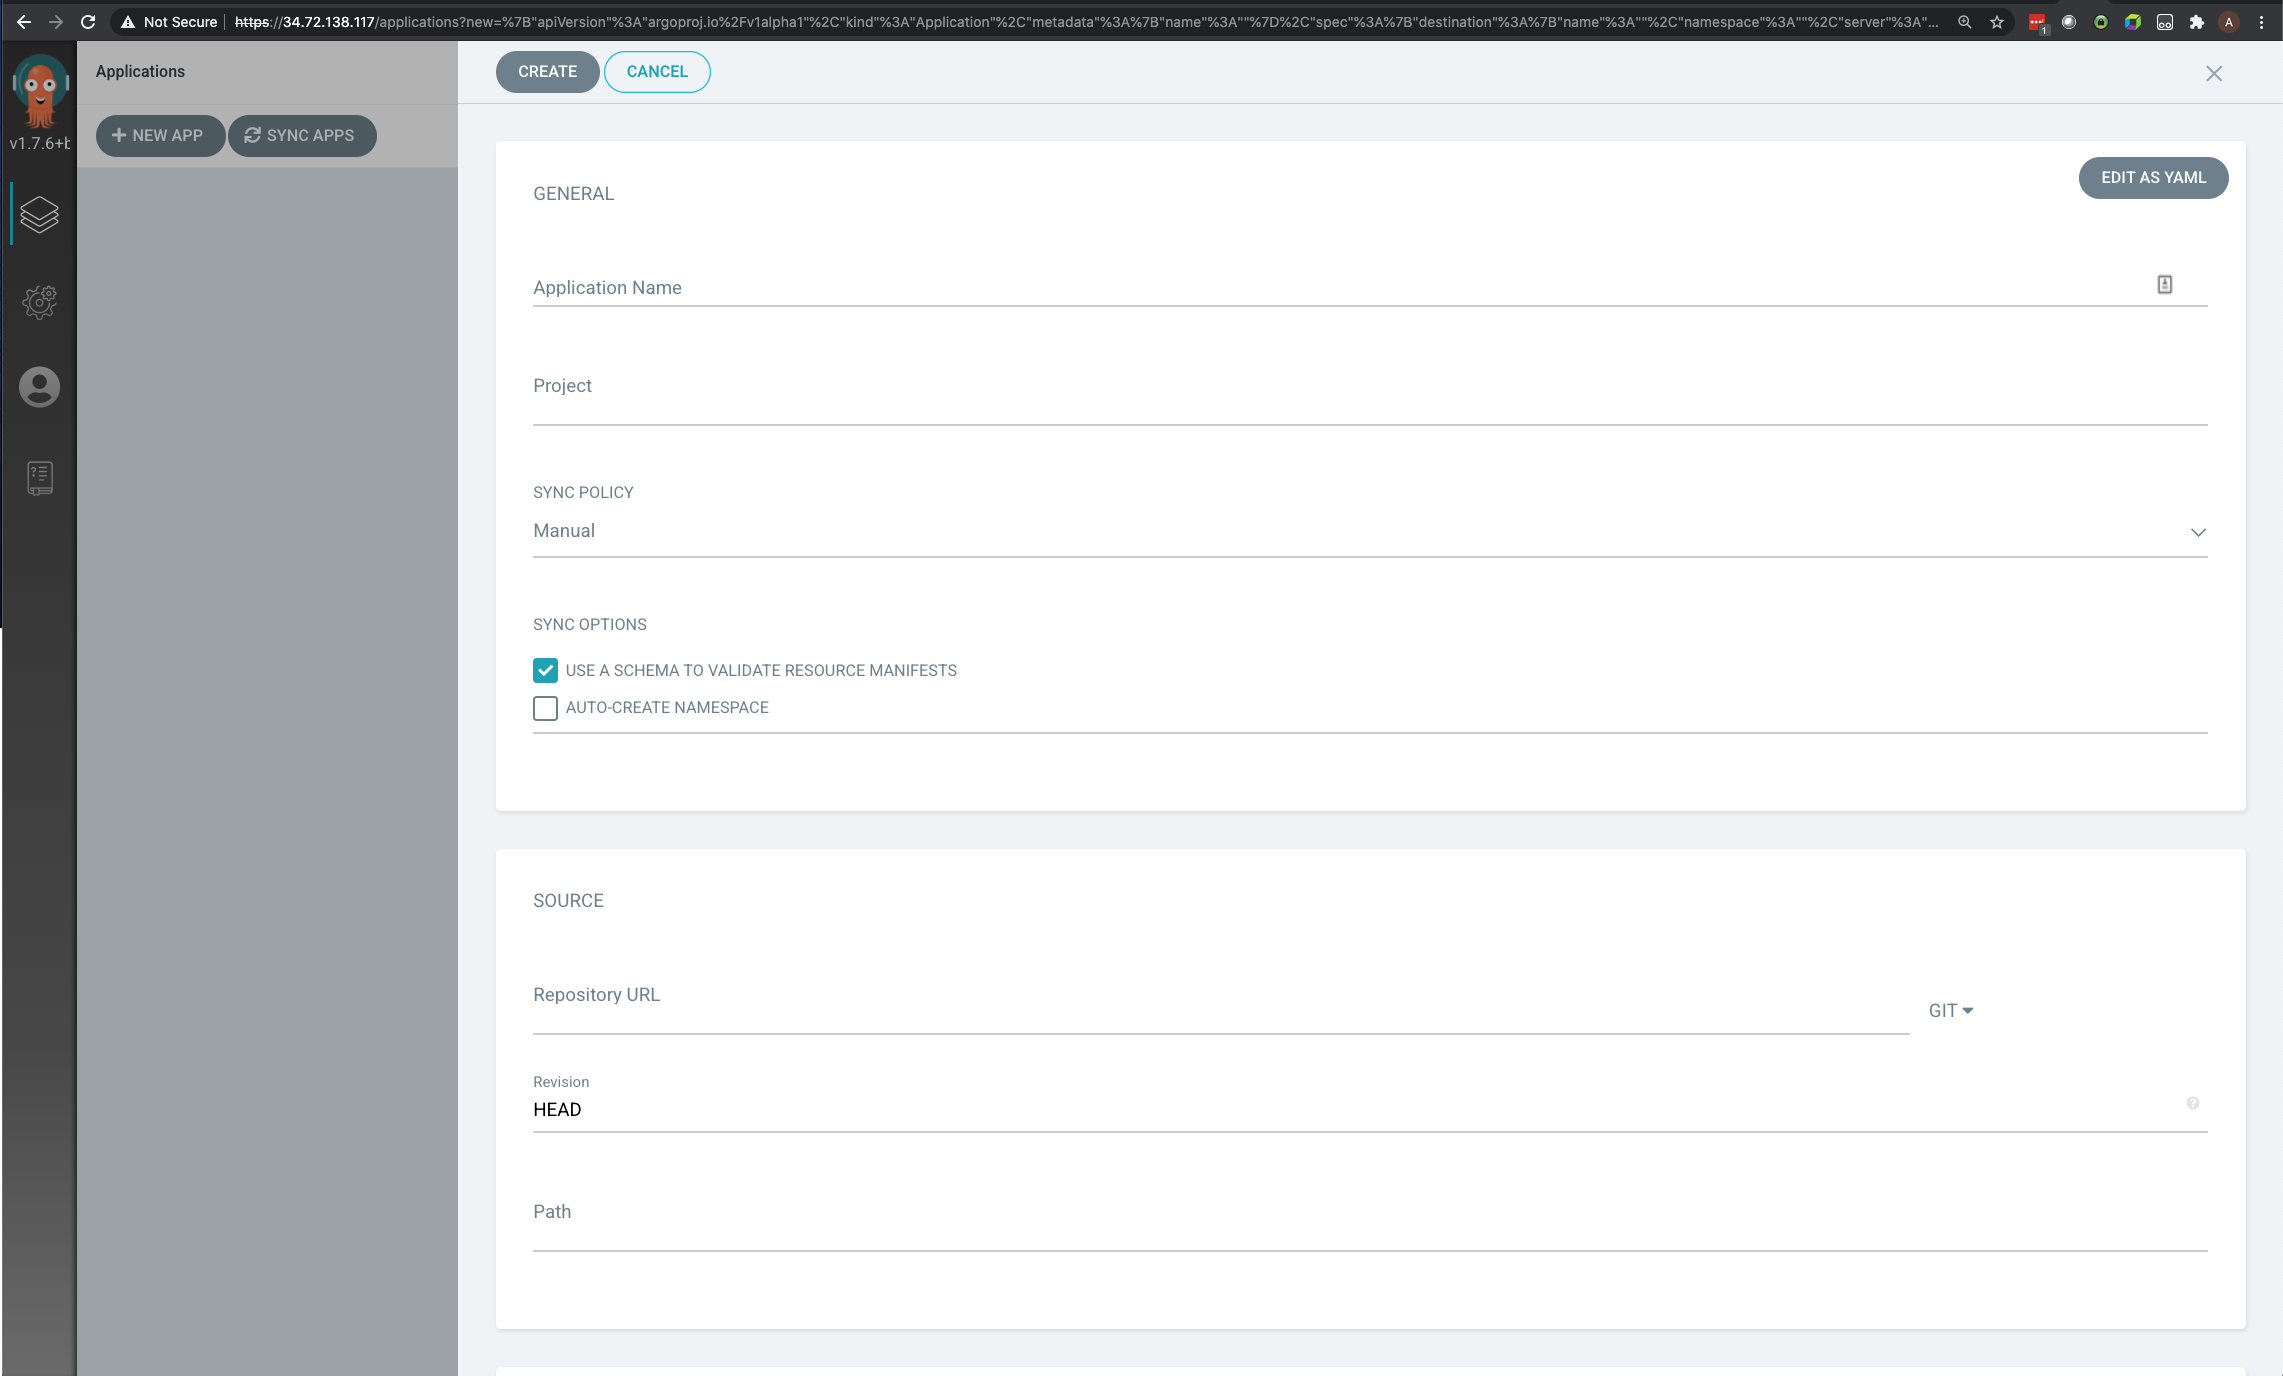 Not Secure https://34.72.138.117/applications?new=%7B"apiVersion"%3A"argoproj.io%2Fv1alpha1"%2C"kind"%3A"Application"%2C"metadata"%3A%7B"name"%3A""%7D%2C"spec"%3A%7B"destination"%3A%7B"name"%3A""%2C"namespace"%3A""%2C"server"%3A"... 1 A
Applications
CREATE CANCEL
v1.7.6+b
NEW APP SYNC APPS
EDIT AS YAML
GENERAL
Application Name
Project
SYNC POLICY
Manual
SYNC OPTIONS
USE A SCHEMA TO VALIDATE RESOURCE MANIFESTS
AUTO-CREATE NAMESPACE
SOURCE
Repository URL
GIT
Revision
HEAD
Path